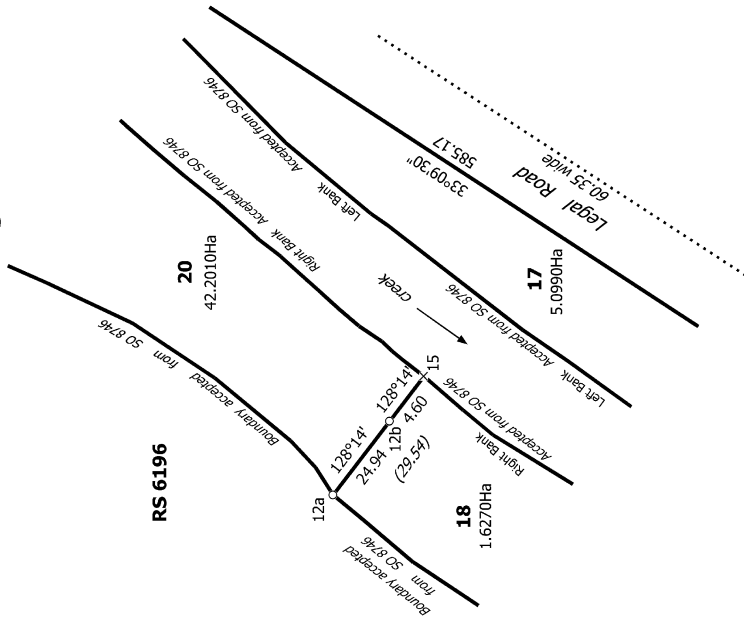 Accepted from SO 8746
Left Bank
Accepted from SO 8746
Left Bank
Accepted from SO 8746
Right Bank
Accepted from SO 8746
Right Bank
33°09'30"
585.17
Legal Road
60.35 wide
17
5.0990Ha
creek
20
42.2010Ha
Boundary accepted
from SO 8746
RS 6196
128°14'
24.94
128°14'
4.60
(29.54)
12a
12b
15
18
1.6270Ha
Boundary accepted
from SO 8746